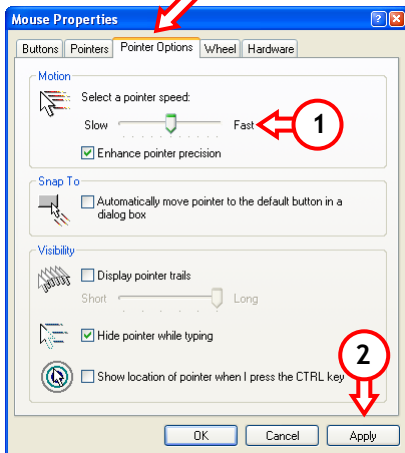 Mouse Properties
Buttons Pointers Pointer Options Wheel Hardware
Motion
Select a pointer speed:
Slow Fast 1
Enhance pointer precision
Snap To
Automatically move pointer to the default button in a
dialog box
Visibility
Display pointer trails
Short Long
Hide pointer while typing
2
Show location of pointer when I press the CTRL key
OK Cancel Apply